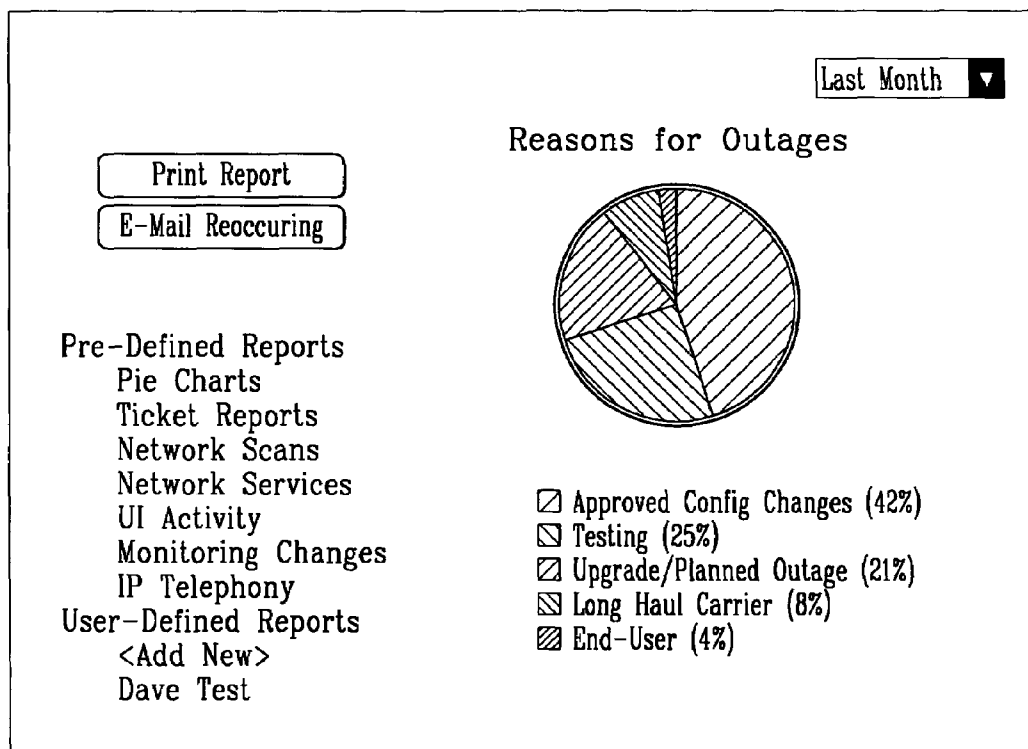 Last Month
Print Report
E-Mail Reoccuring
Pre-Defined Reports
Pie Charts
Ticket Reports
Network Scans
Network Services
UI Activity
Monitoring Changes
IP Telephony
User-Defined Reports
<Add New>
Dave Test
Reasons for Outages
Approved Config Changes (42%)
Testing (25%)
Upgrade/Planned Outage (21%)
Long Haul Carrier (8%)
End-User (4%)